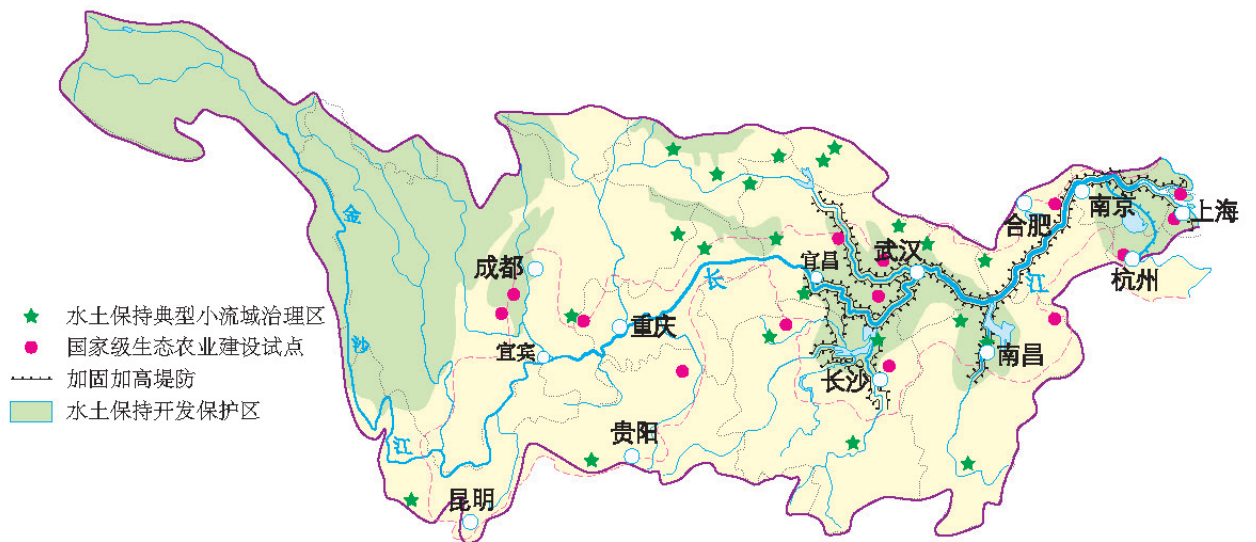 金
沙
江
成都
宜宾
昆明
重庆
贵阳
长
宜昌
武汉
长沙
南昌
合肥
江
南京
上海
杭州
水土保持典型小流域治理区
国家级生态农业建设试点
加固加高堤防
水土保持开发保护区